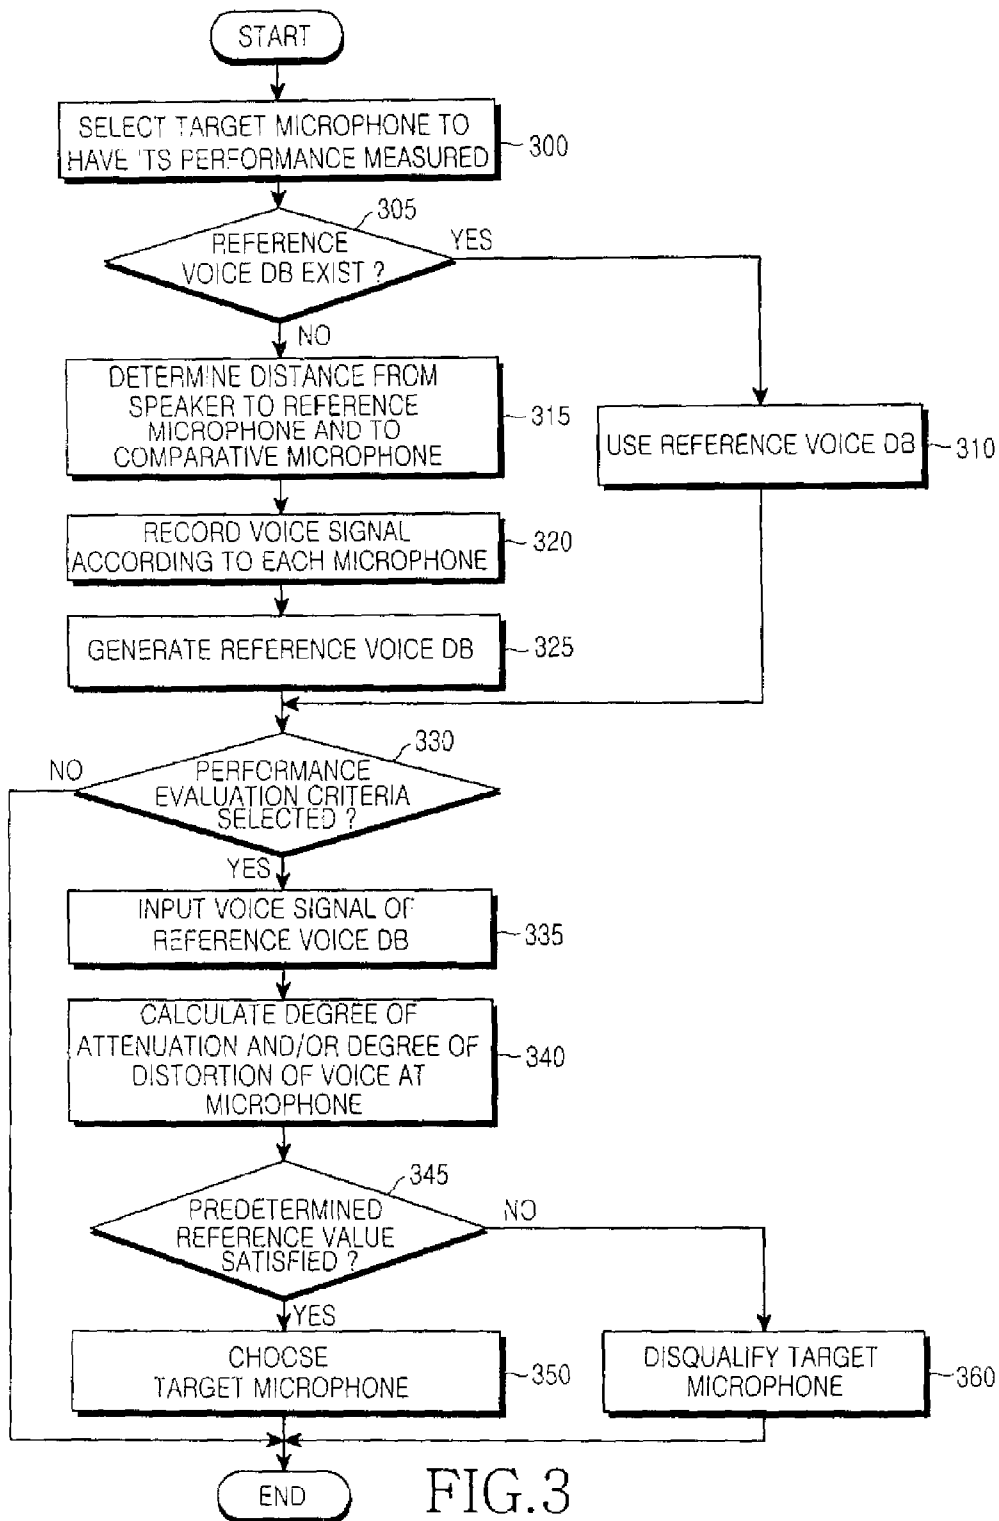 START
SELECT TARGET MICROPHONE TO
HAVE ITS PERFORMANCE MEASURED
300
305
REFERENCE
VOICE DB EXIST ?
YES
NO
DETERMINE DISTANCE FROM
SPEAKER TO REFERENCE
MICROPHONE AND TO
COMPARATIVE MICROPHONE
315
USE REFERENCE VOICE DB
310
RECORD VOICE SIGNAL
ACCORDING TO EACH MICROPHONE
320
GENERATE REFERENCE VOICE DB
325
330
NO
PERFORMANCE
EVALUATION CRITERIA
SELECTED ?
YES
INPUT VOICE SIGNAL OF
REFERENCE VOICE DB
335
CALCULATE DEGREE OF
ATTENUATION AND/OR DEGREE OF
DISTORTION OF VOICE AT
MICROPHONE
340
345
PREDETERMINED
REFERENCE VALUE
SATISFIED ?
NO
YES
CHOOSE
TARGET MICROPHONE
350
DISQUALIFY TARGET
MICROPHONE
360
END
FIG.3